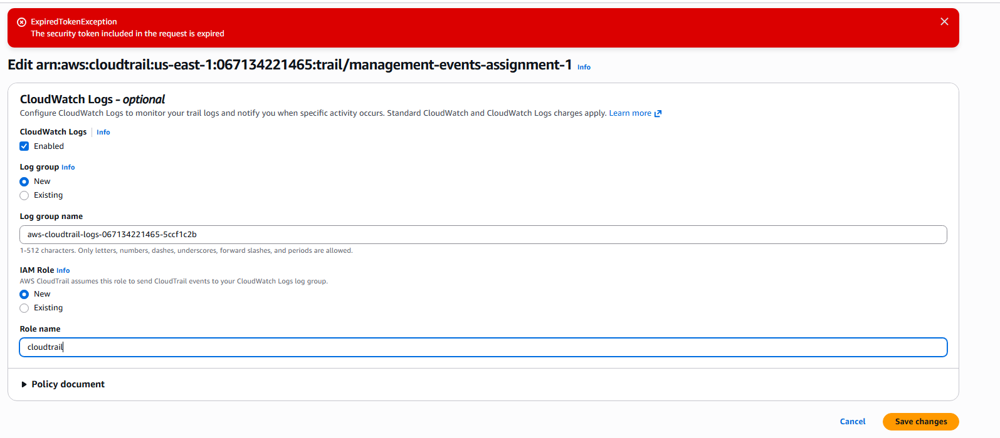 ExpiredTokenException
The security token included in the request is expired
Edit arn:aws:cloudtrail:us-east-1:067134221465:trail/management-events-assignment-1 Info
CloudWatch Logs - optional
Configure CloudWatch Logs to monitor your trail logs and notify you when specific activity occurs. Standard CloudWatch and CloudWatch Logs charges apply. Learn more
CloudWatch Logs Info
Enabled
Log group Info
New
Existing
Log group name
aws-cloudtrail-logs-067134221465-5ccf1c2b
1-512 characters. Only letters, numbers, dashes, underscores, forward slashes, and periods are allowed.
IAM Role Info
AWS CloudTrail assumes this role to send CloudTrail events to your CloudWatch Logs log group.
New
Existing
Role name
cloudtrail
Policy document
Cancel Save changes